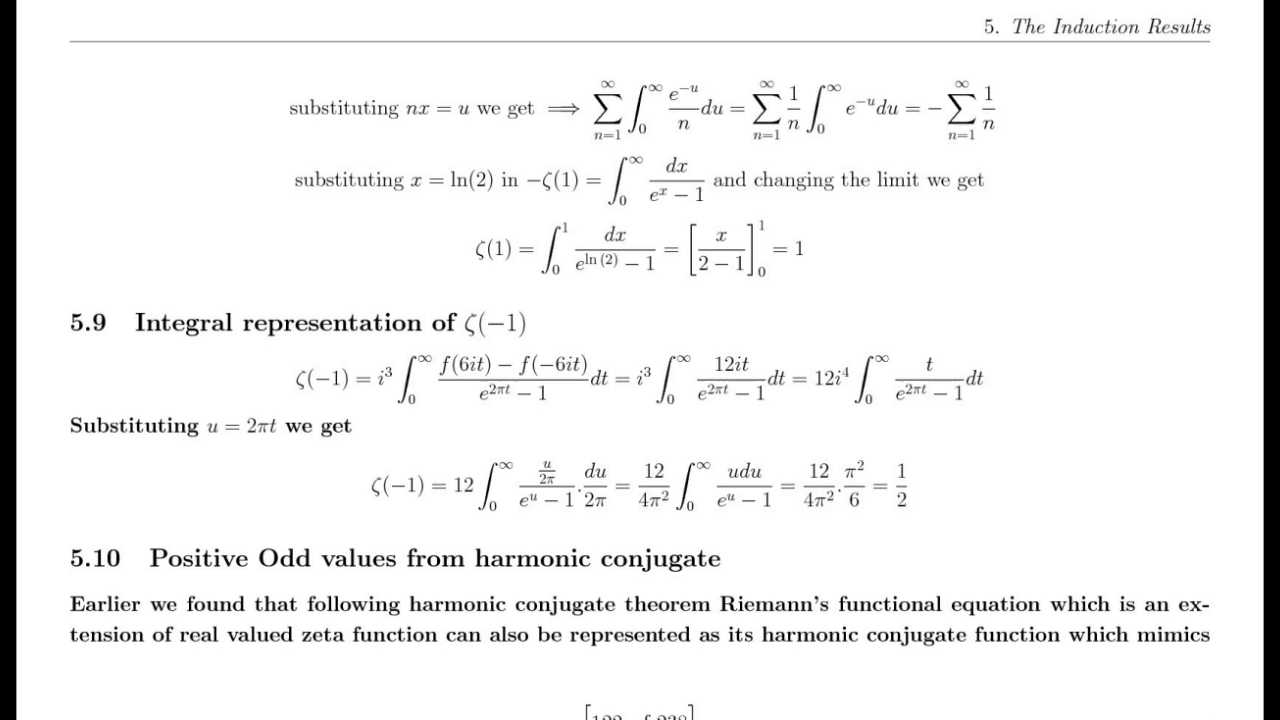 5. The Induction Results
substituting nx = u we get ⟹ ∑_{n=1}^{∞} ∫_0^∞ e^{-u}/n du = ∑_{n=1}^{∞} 1/n ∫_0^∞ e^{-u}du = − ∑_{n=1}^{∞} 1/n
substituting x = ln(2) in −ζ(1) = ∫_0^∞ dx/(e^x − 1) and changing the limit we get
ζ(1) = ∫_0^1 dx/(e^{ln (2)} − 1) = [x/(2 − 1)]_0^1 = 1
5.9 Integral representation of ζ(−1)
ζ(−1) = i^3 ∫_0^∞ (f(6it) − f(−6it))/(e^{2πt} − 1) dt = i^3 ∫_0^∞ 12it/(e^{2πt} − 1) dt = 12i^4 ∫_0^∞ t/(e^{2πt} − 1) dt
Substituting u = 2πt we get
ζ(−1) = 12 ∫_0^∞ (u/2π)/(e^u − 1) . du/2π = 12/4π^2 ∫_0^∞ udu/(e^u − 1) = 12/4π^2 . π^2/6 = 1/2
5.10 Positive Odd values from harmonic conjugate
Earlier we found that following harmonic conjugate theorem Riemann's functional equation which is an ex-
tension of real valued zeta function can also be represented as its harmonic conjugate function which mimics